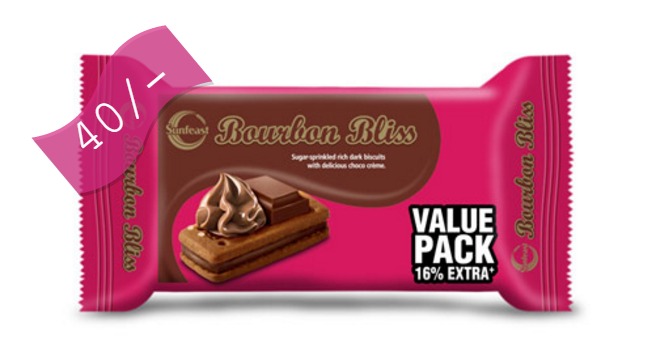 40/-
Sunfeast
Bourbon Bliss
Sugar-sprinkled rich dark biscuits
with delicious choco crème.
VALUE
PACK
16% EXTRA*
Bourbon Bliss
Bourbon Bliss